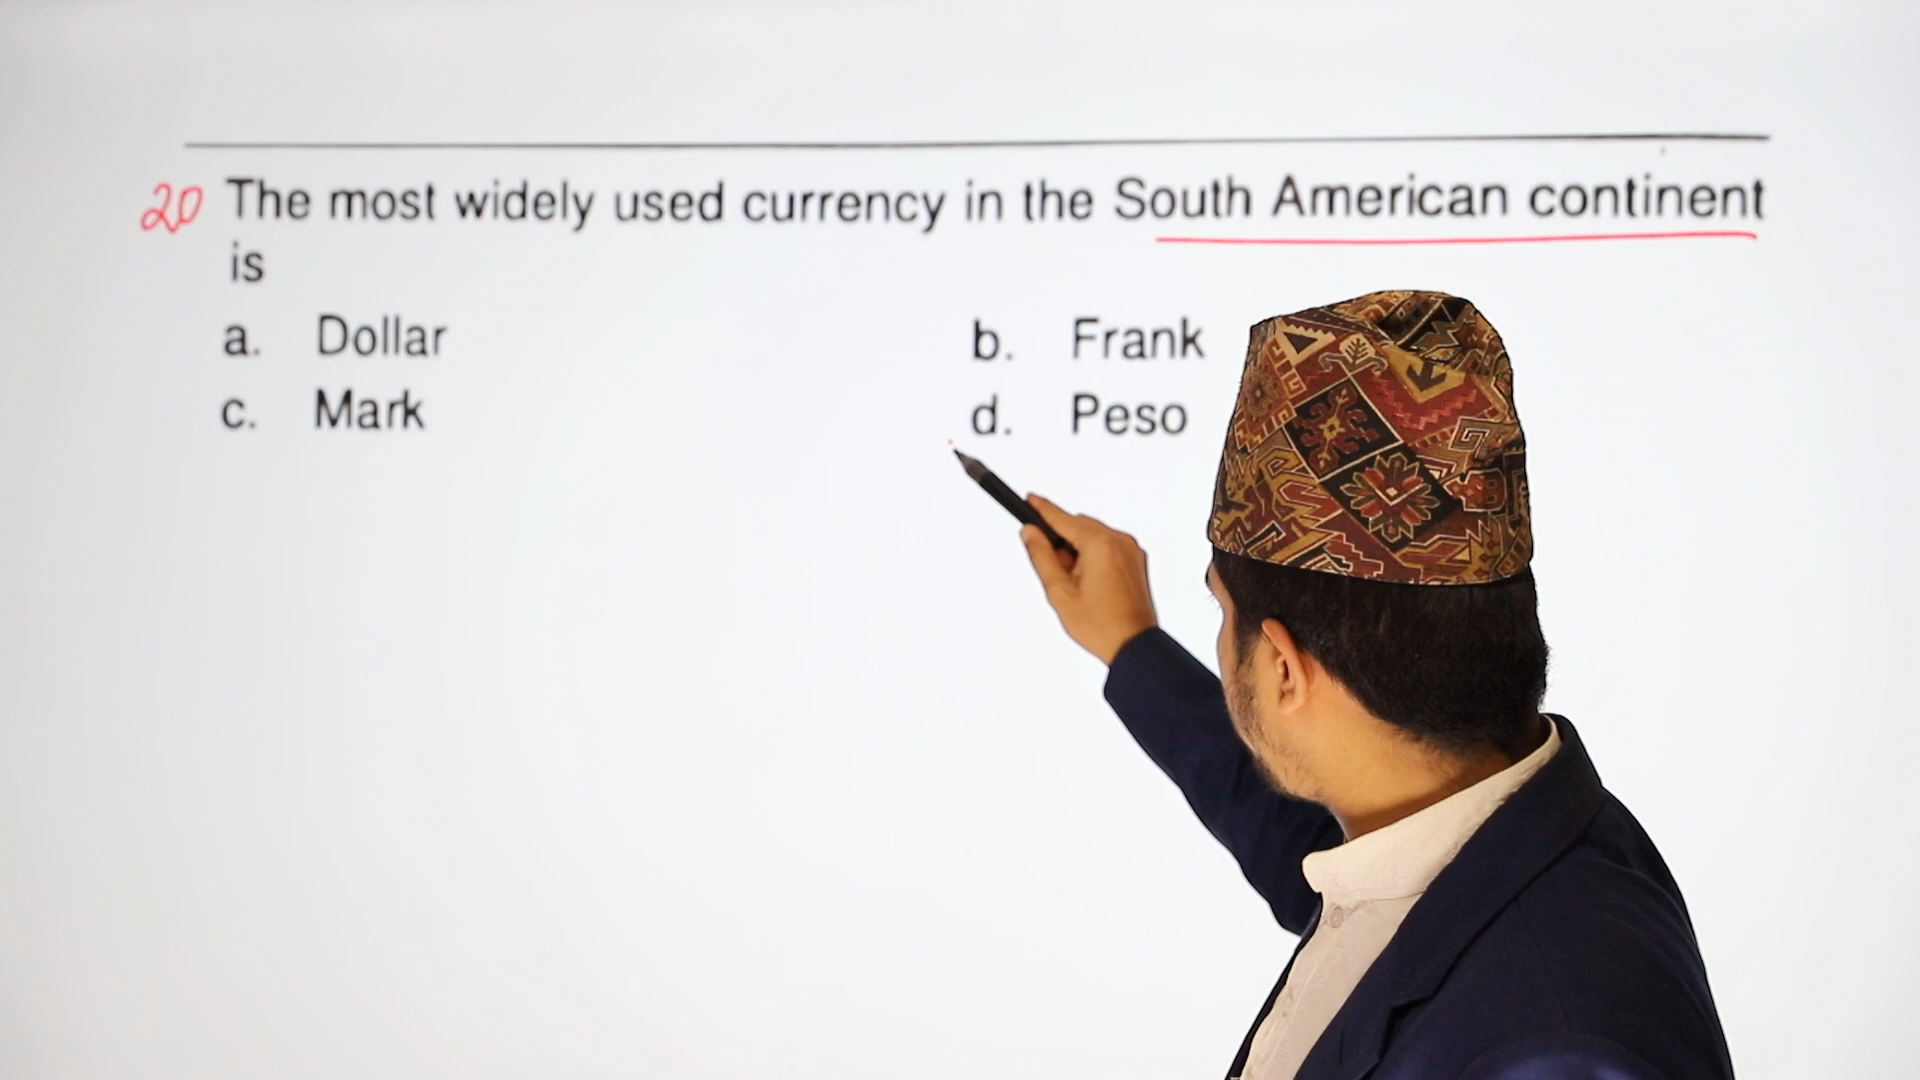 20 The most widely used currency in the South American continent
is
a. Dollar b. Frank
c. Mark d. Peso